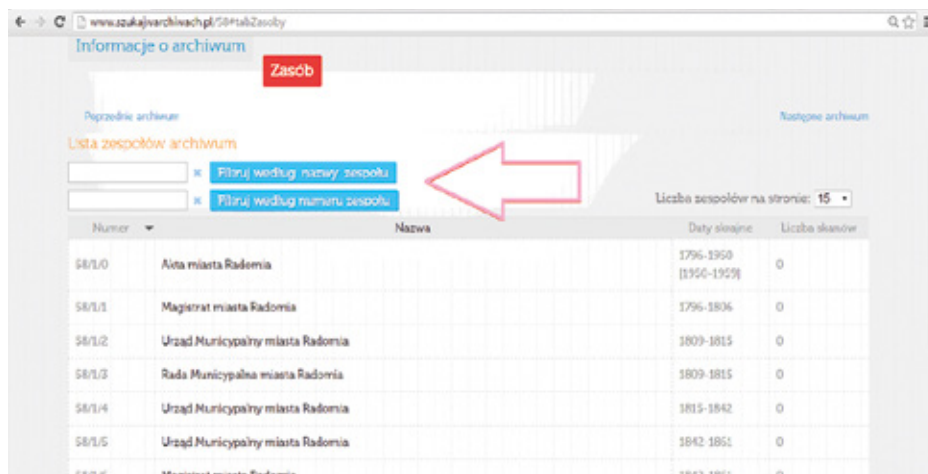 www.szukajwarchiwach.pl/58#tabZasoby
Informacje o archiwum
Zasób
Poprzednie archiwum
Następne archiwum
Lista zespołów archiwum
Filtruj według nazwy zespołu
Filtruj według numeru zespołu
Liczba zespołów na stronie: 15
Numer Nazwa Daty skrajne Liczba skanów
58/1/0 Akta miasta Radomia 1796-1950 [1950-1959] 0
58/1/1 Magistrat miasta Radomia 1796-1806 0
58/1/2 Urząd Municypalny miasta Radomia 1809-1815 0
58/1/3 Rada Municypalna miasta Radomia 1809-1815 0
58/1/4 Urząd Municypalny miasta Radomia 1815-1842 0
58/1/5 Urząd Municypalny miasta Radomia 1842-1861 0